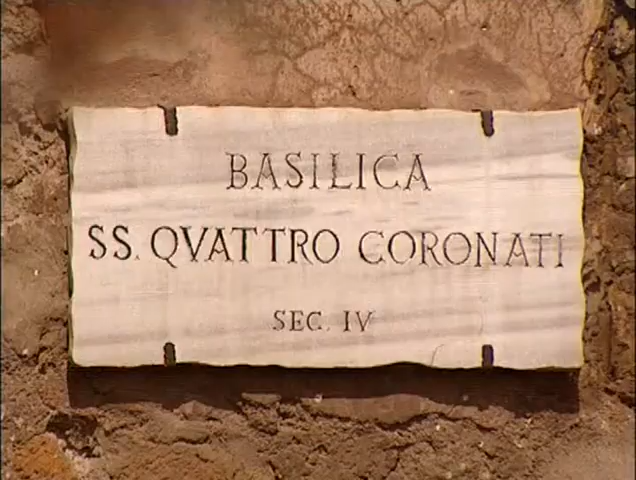 BASILICA
SS. QVATTRO CORONATI
SEC. IV